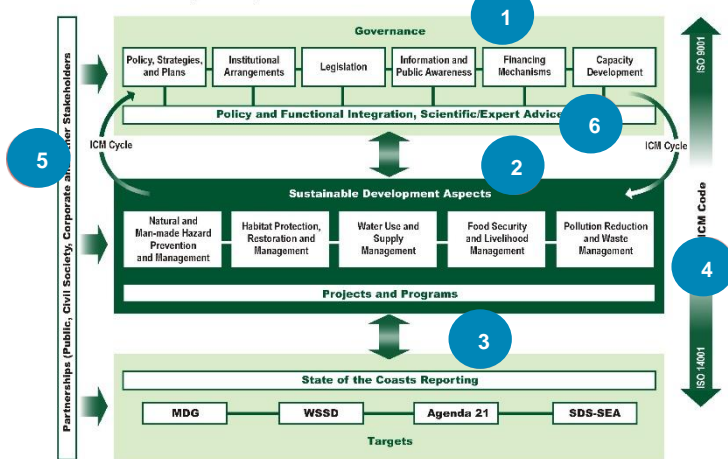 1
Governance
Policy, Strategies,
and Plans
Institutional
Arrangements
Legislation
Information and
Public Awareness
Financing
Mechanisms
Capacity
Development
Policy and Functional Integration, Scientific/Expert Advice
6
ICM Cycle
ICM Cycle
5
Partnerships (Public, Civil Society, Corporate and Other Stakeholders
2
Sustainable Development Aspects
Natural and
Man-made Hazard
Prevention
and Management
Habitat Protection,
Restoration and
Management
Water Use and
Supply
Management
Food Security
and Livelihood
Management
Pollution Reduction
and Waste
Management
Projects and Programs
3
State of the Coasts Reporting
MDG
WSSD
Agenda 21
SDS-SEA
Targets
ISO 9001
ICM Code
4
ISO 14001